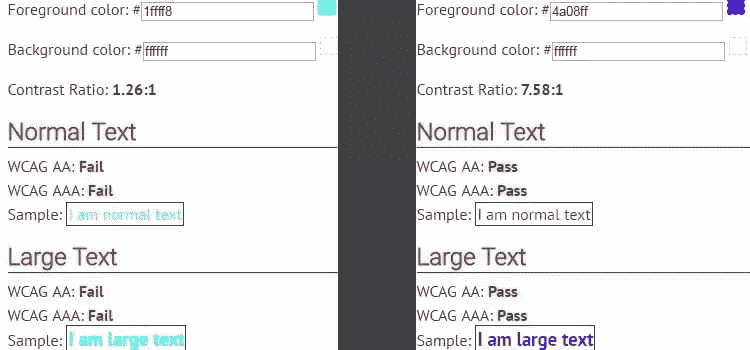 Foreground color: #1ffff8
Background color: #ffffff
Contrast Ratio: 1.26:1
Normal Text
WCAG AA: Fail
WCAG AAA: Fail
Sample: I am normal text
Large Text
WCAG AA: Fail
WCAG AAA: Fail
Sample: I am large text
Foreground color: #4a08ff
Background color: #ffffff
Contrast Ratio: 7.58:1
Normal Text
WCAG AA: Pass
WCAG AAA: Pass
Sample: I am normal text
Large Text
WCAG AA: Pass
WCAG AAA: Pass
Sample: I am large text